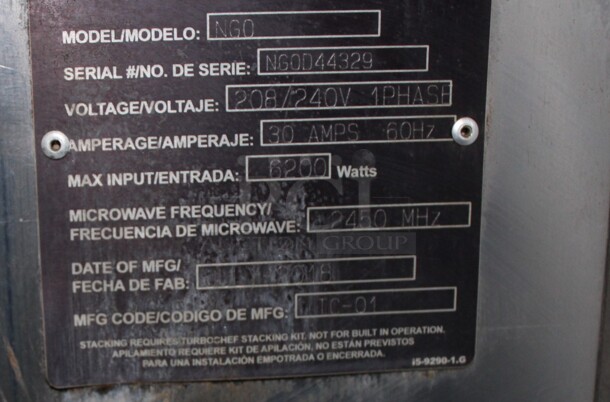 MODEL/MODELO: NGO
SERIAL #/NO. DE SERIE: NGOD44329
VOLTAGE/VOLTAJE: 208/240V 1PHASE
AMPERAGE/AMPERAJE: 30 AMPS 60Hz
MAX INPUT/ENTRADA: 6200 Watts
MICROWAVE FREQUENCY/
FRECUENCIA DE MICROWAVE: 2450 MHz
DATE OF MFG/
FECHA DE FAB:
MFG CODE/CODIGO DE MFG: TC-01
STACKING REQUIRES TURBOCHEF STACKING KIT. NOT FOR BUILT IN OPERATION.
APILAMIENTO REQUIERE KIT DE APILACIÓN, NO ESTÁN PREVISTOS
PARA UNA INSTALACIÓN EMPOTRADA O ENCERRADA.
IS-9290-1.G